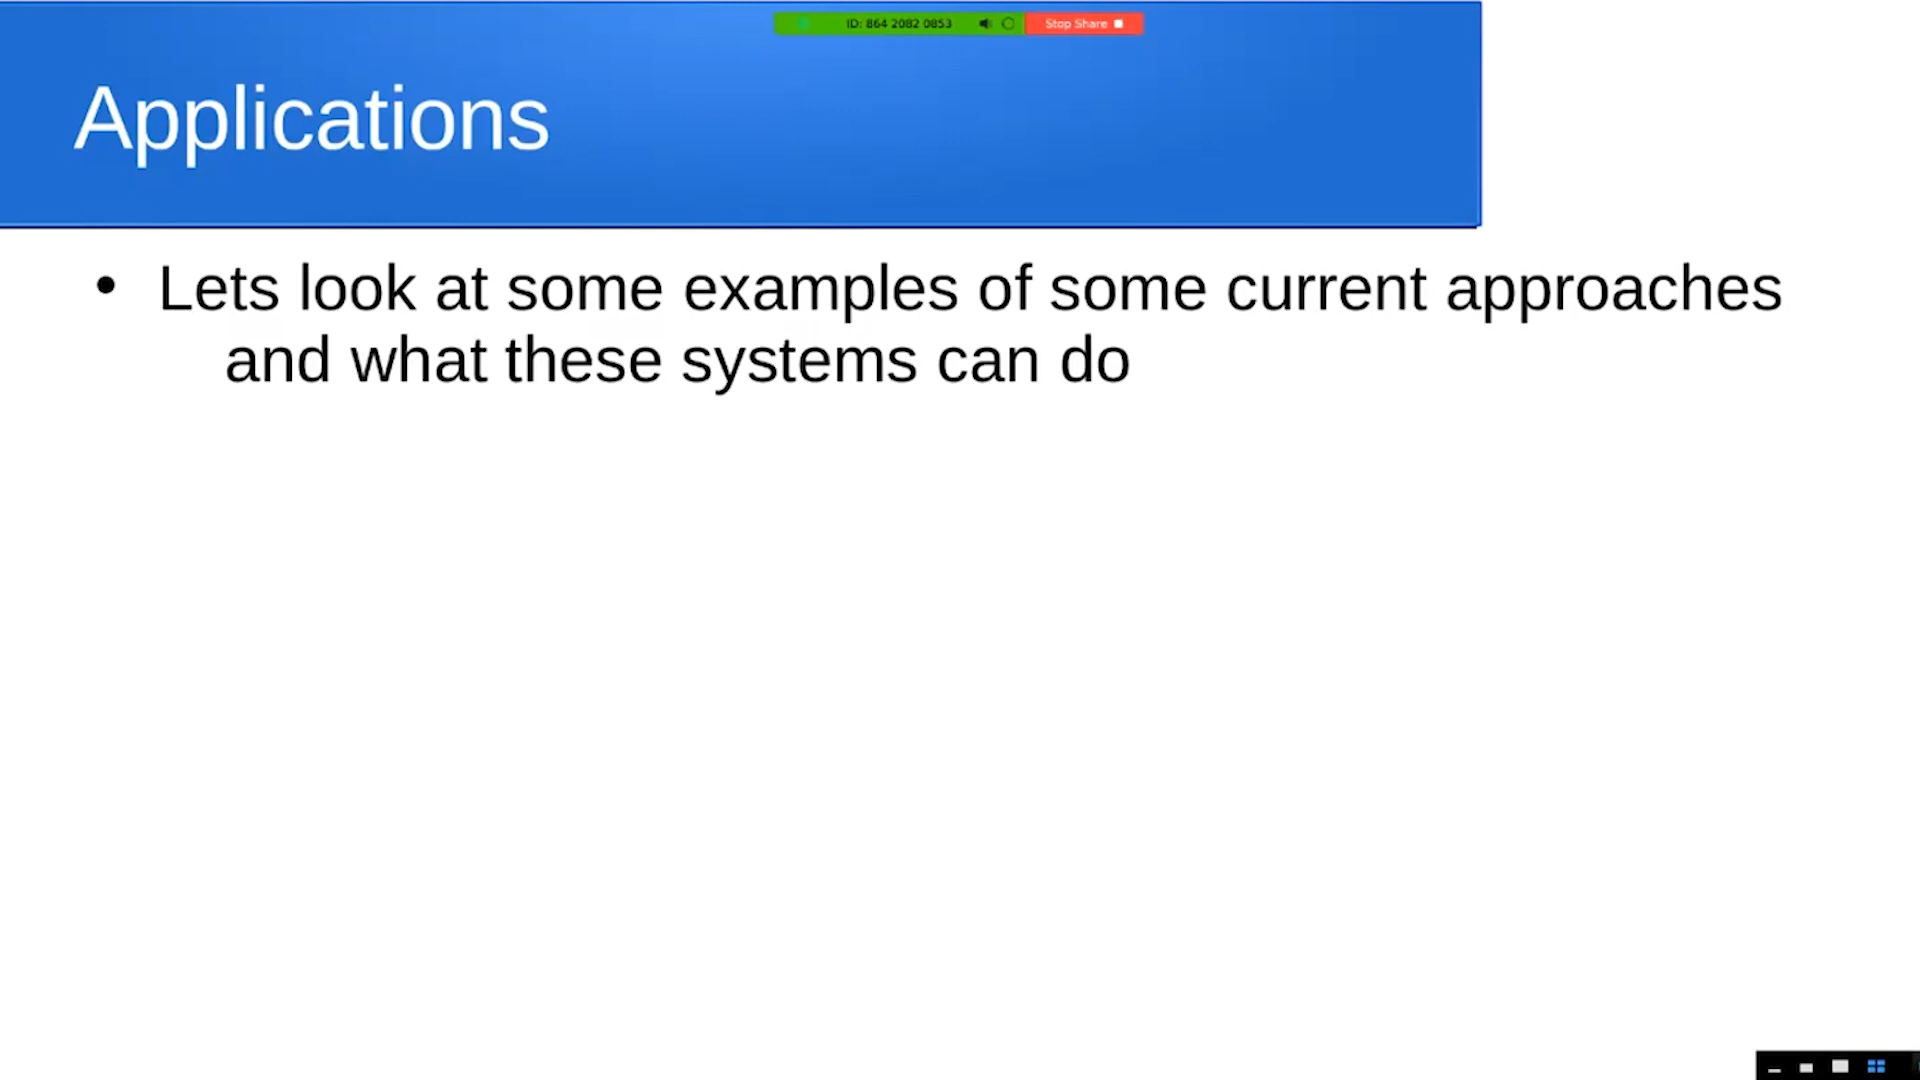 ID: 864 2082 0853 Stop Share
Applications
• Lets look at some examples of some current approaches
and what these systems can do